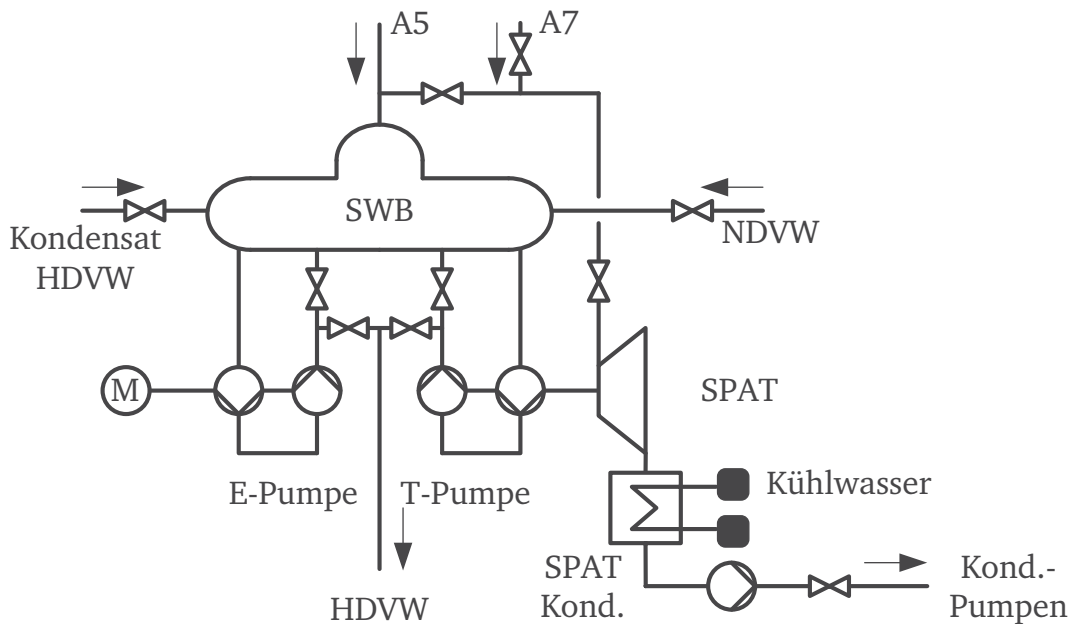 A5
A7
SWB
Kondensat
HDVW
NDVW
M
SPAT
E-Pumpe
T-Pumpe
Kühlwasser
SPAT
Kond.
HDVW
Kond.-
Pumpen